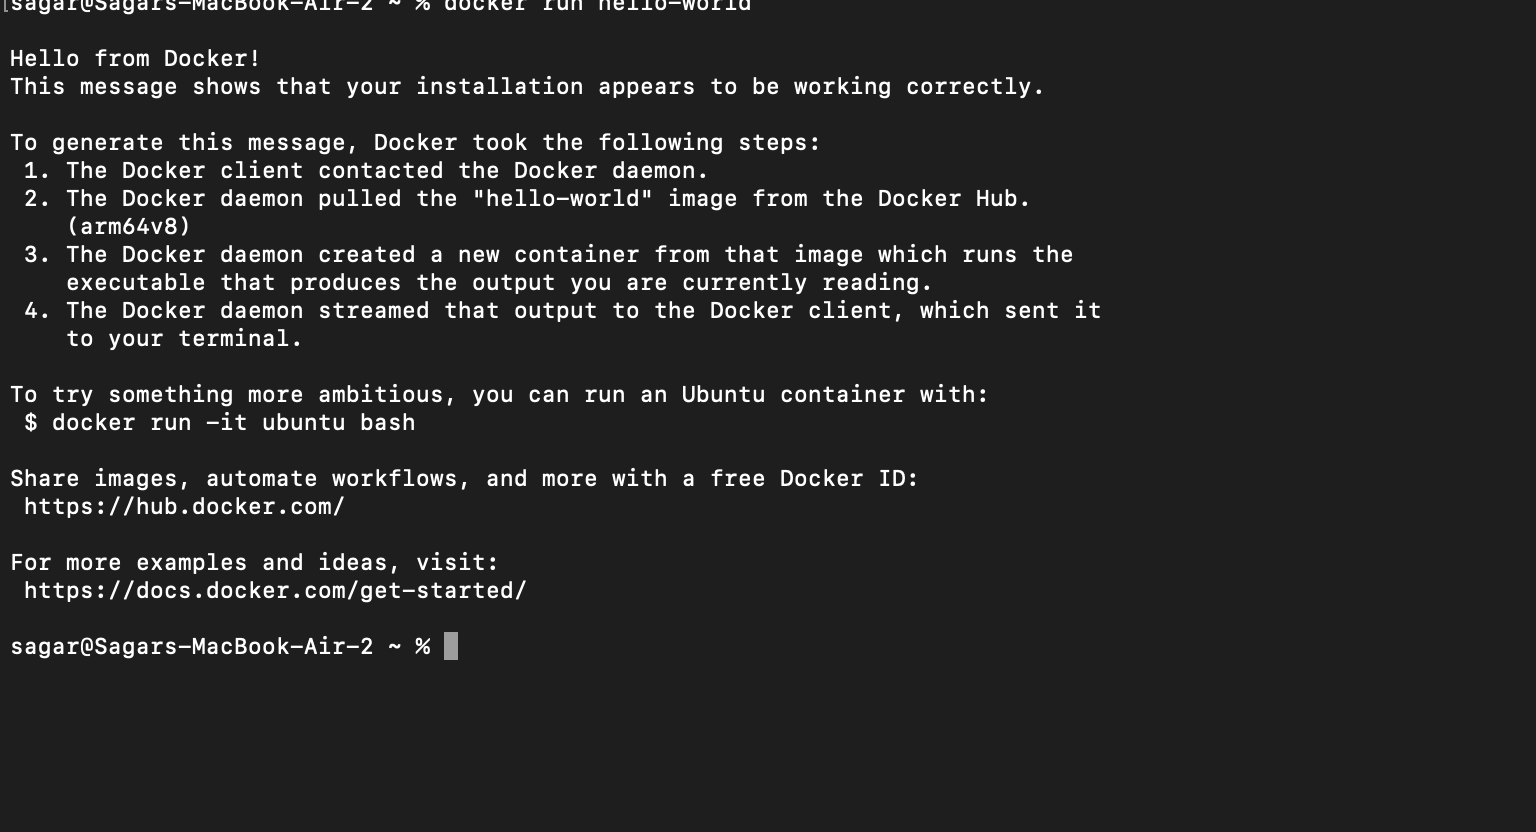 [sagar@Sagars-MacBook-Air-2 ~ % docker run hello-world
Hello from Docker!
This message shows that your installation appears to be working correctly.
To generate this message, Docker took the following steps:
1. The Docker client contacted the Docker daemon.
2. The Docker daemon pulled the "hello-world" image from the Docker Hub.
(arm64v8)
3. The Docker daemon created a new container from that image which runs the
executable that produces the output you are currently reading.
4. The Docker daemon streamed that output to the Docker client, which sent it
to your terminal.
To try something more ambitious, you can run an Ubuntu container with:
$ docker run -it ubuntu bash
Share images, automate workflows, and more with a free Docker ID:
https://hub.docker.com/
For more examples and ideas, visit:
https://docs.docker.com/get-started/
sagar@Sagars-MacBook-Air-2 ~ %